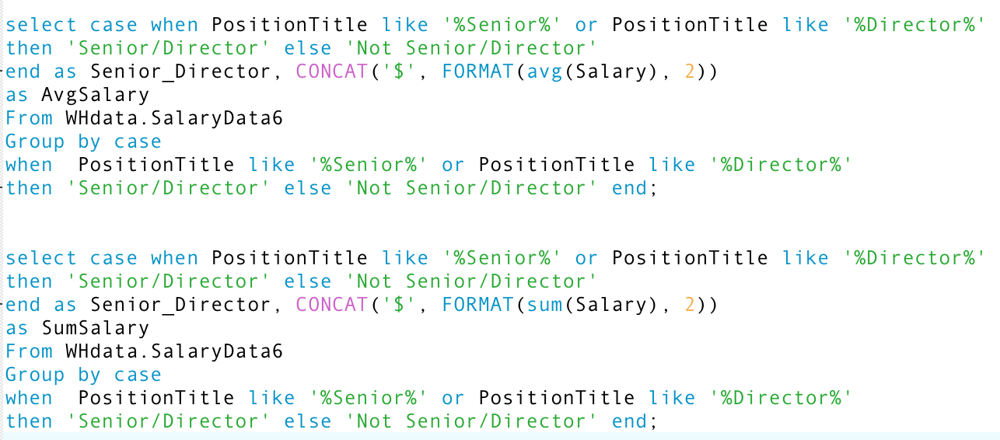 select case when PositionTitle like '%Senior%' or PositionTitle like '%Director%'
then 'Senior/Director' else 'Not Senior/Director'
end as Senior_Director, CONCAT('$', FORMAT(avg(Salary), 2))
as AvgSalary
From WHdata.SalaryData6
Group by case
when  PositionTitle like '%Senior%' or PositionTitle like '%Director%'
then 'Senior/Director' else 'Not Senior/Director' end;
select case when PositionTitle like '%Senior%' or PositionTitle like '%Director%'
then 'Senior/Director' else 'Not Senior/Director'
end as Senior_Director, CONCAT('$', FORMAT(sum(Salary), 2))
as SumSalary
From WHdata.SalaryData6
Group by case
when  PositionTitle like '%Senior%' or PositionTitle like '%Director%'
then 'Senior/Director' else 'Not Senior/Director' end;